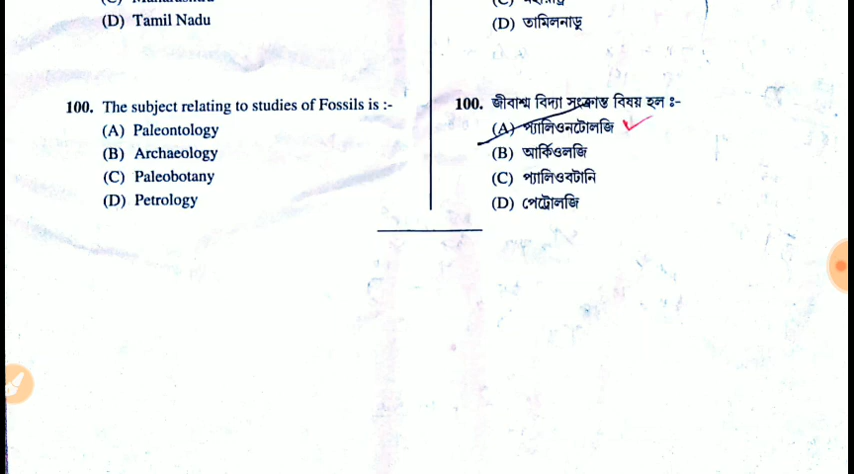 (D) Tamil Nadu
100. The subject relating to studies of Fossils is :-
(A) Paleontology
(B) Archaeology
(C) Paleobotany
(D) Petrology
(D) তামিলনাড়ু
100. জীবাশ্ম বিদ্যা সংক্রান্ত বিষয় হল ঃ-
(A) প্যালিওনটোলজি
(B) আর্কিওলজি
(C) প্যালিওবটানি
(D) পেট্রোলজি